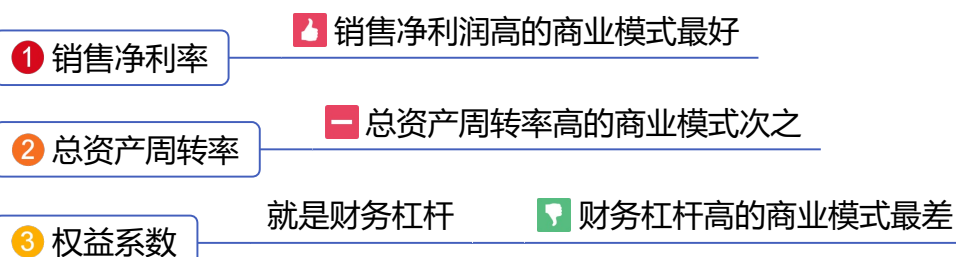 👍 销售净利润高的商业模式最好
1 销售净利率
总资产周转率高的商业模式次之
2 总资产周转率
就是财务杠杆 👎 财务杠杆高的商业模式最差
3 权益系数